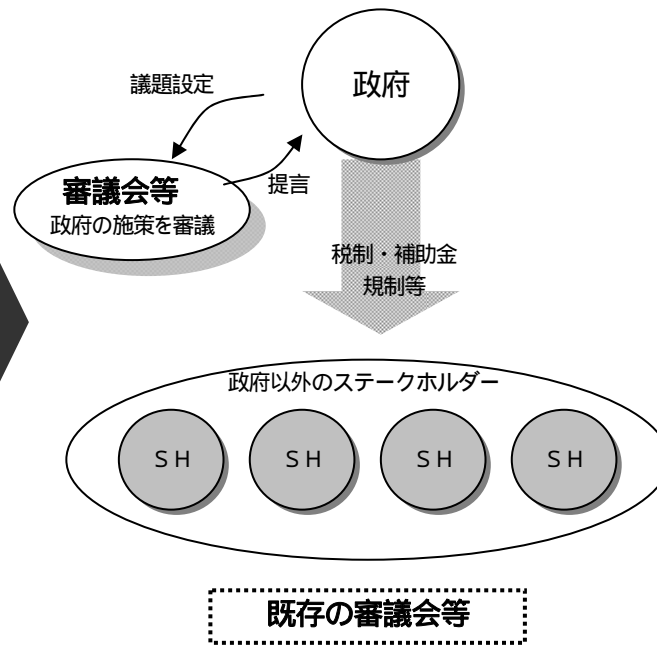 政府
議題設定
提言
審議会等
政府の施策を審議
税制・補助金
規制等
政府以外のステークホルダー
ＳＨ
ＳＨ
ＳＨ
ＳＨ
既存の審議会等